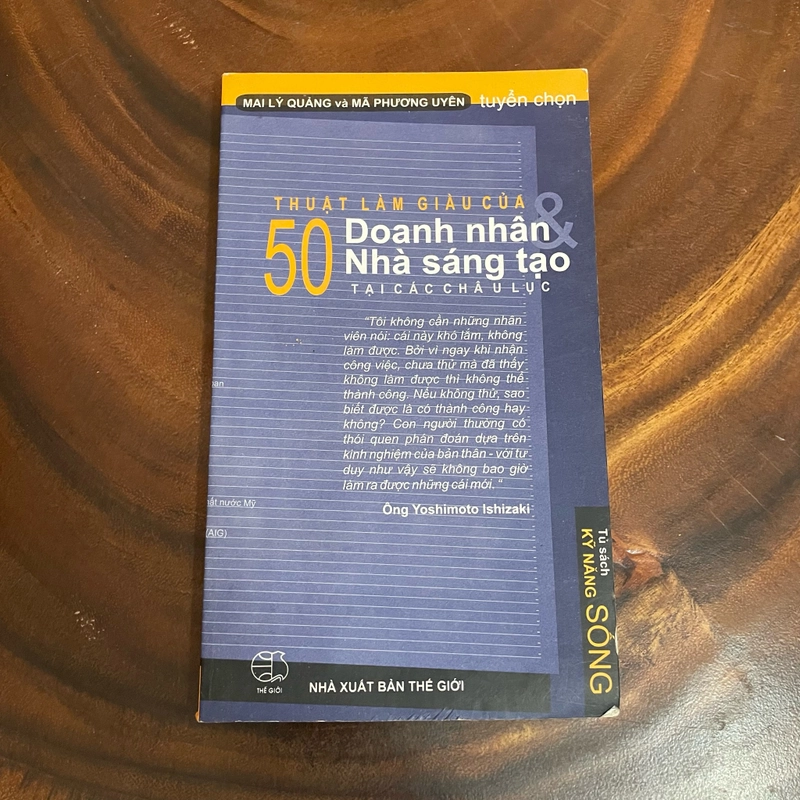 MAI LÝ QUẢNG và MÃ PHƯƠNG UYÊN tuyển chọn
THUẬT LÀM GIÀU CỦA
50 Doanh nhân &
Nhà sáng tạo
TẠI CÁC CHÂU LỤC
"Tôi không cần những nhân
viên nói: cái này khó lắm, không
làm được. Bởi vì ngay khi nhận
công việc, chưa thử mà đã thấy
không làm được thì không thể
thành công. Nếu không thử, sao
biết được là có thành công hay
không? Con người thường có
thói quen phán đoán dựa trên
kinh nghiệm của bản thân - với tư
duy như vậy sẽ không bao giờ
làm ra được những cái mới. "
Ông Yoshimoto Ishizaki
nước Mỹ
(AIG)
Tủ sách
KỸ NĂNG SỐNG
THẾ GIỚI
NHÀ XUẤT BẢN THẾ GIỚI